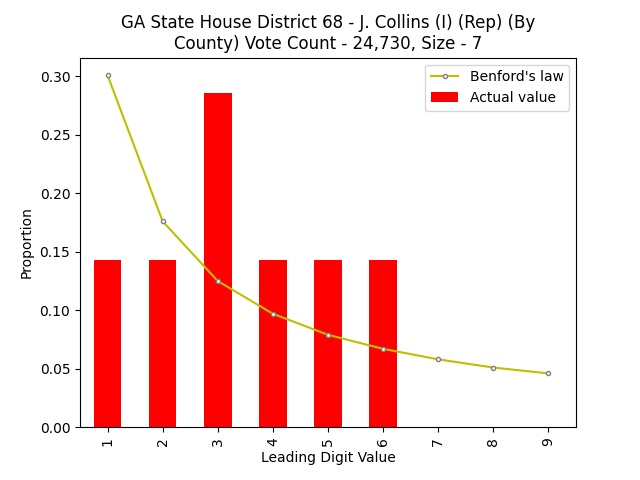 GA State House District 68 - J. Collins (I) (Rep) (By
County) Vote Count - 24,730, Size - 7
Benford's law
Actual value
0.30
0.25
0.20
0.15
0.10
0.05
0.00
Proportion
1 2 3 4 5 6 7 8 9
Leading Digit Value